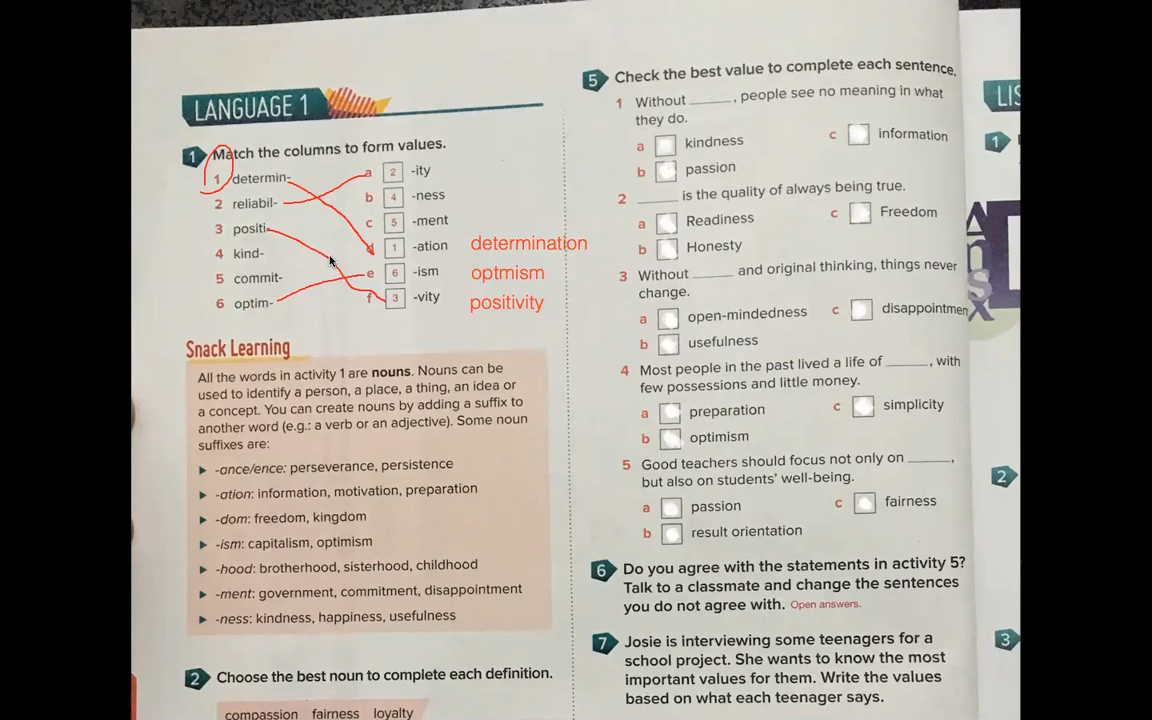 LANGUAGE 1
1 Match the columns to form values.
1 determin- a 2 -ity
2 reliabil- b 4 -ness
3 positi- c 5 -ment
4 kind- d 1 -ation determination
5 commit- e 6 -ism optmism
6 optim- f 3 -vity positivity
Snack Learning
All the words in activity 1 are nouns. Nouns can be
used to identify a person, a place, a thing, an idea or
a concept. You can create nouns by adding a suffix to
another word (e.g.: a verb or an adjective). Some noun
suffixes are:
-ance/ence: perseverance, persistence
-ation: information, motivation, preparation
-dom: freedom, kingdom
-ism: capitalism, optimism
-hood: brotherhood, sisterhood, childhood
-ment: government, commitment, disappointment
-ness: kindness, happiness, usefulness
2 Choose the best noun to complete each definition.
compassion fairness loyalty
5 Check the best value to complete each sentence.
1 Without _____, people see no meaning in what
they do.
a kindness c information
b passion
2 _____ is the quality of always being true.
a Readiness c Freedom
b Honesty
3 Without _____ and original thinking, things never
change.
a open-mindedness c disappointmen
b usefulness
4 Most people in the past lived a life of _____, with
few possessions and little money.
a preparation c simplicity
b optimism
5 Good teachers should focus not only on _____,
but also on students' well-being.
a passion c fairness
b result orientation
6 Do you agree with the statements in activity 5?
Talk to a classmate and change the sentences
you do not agree with. Open answers.
7 Josie is interviewing some teenagers for a
school project. She wants to know the most
important values for them. Write the values
based on what each teenager says.
LIS
1
2
3